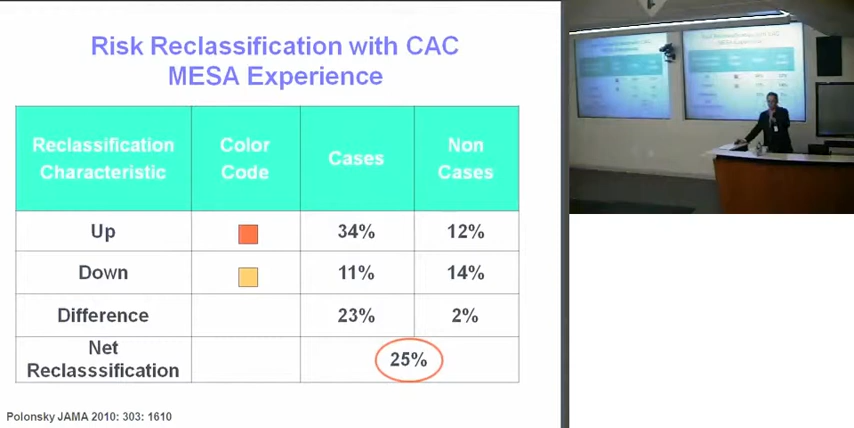 Risk Reclassification with CAC
MESA Experience
Reclassification
Characteristic
Color
Code
Cases
Non
Cases
Up
34%
12%
Down
11%
14%
Difference
23%
2%
Net
Reclasssification
25%
Polonsky JAMA 2010: 303: 1610